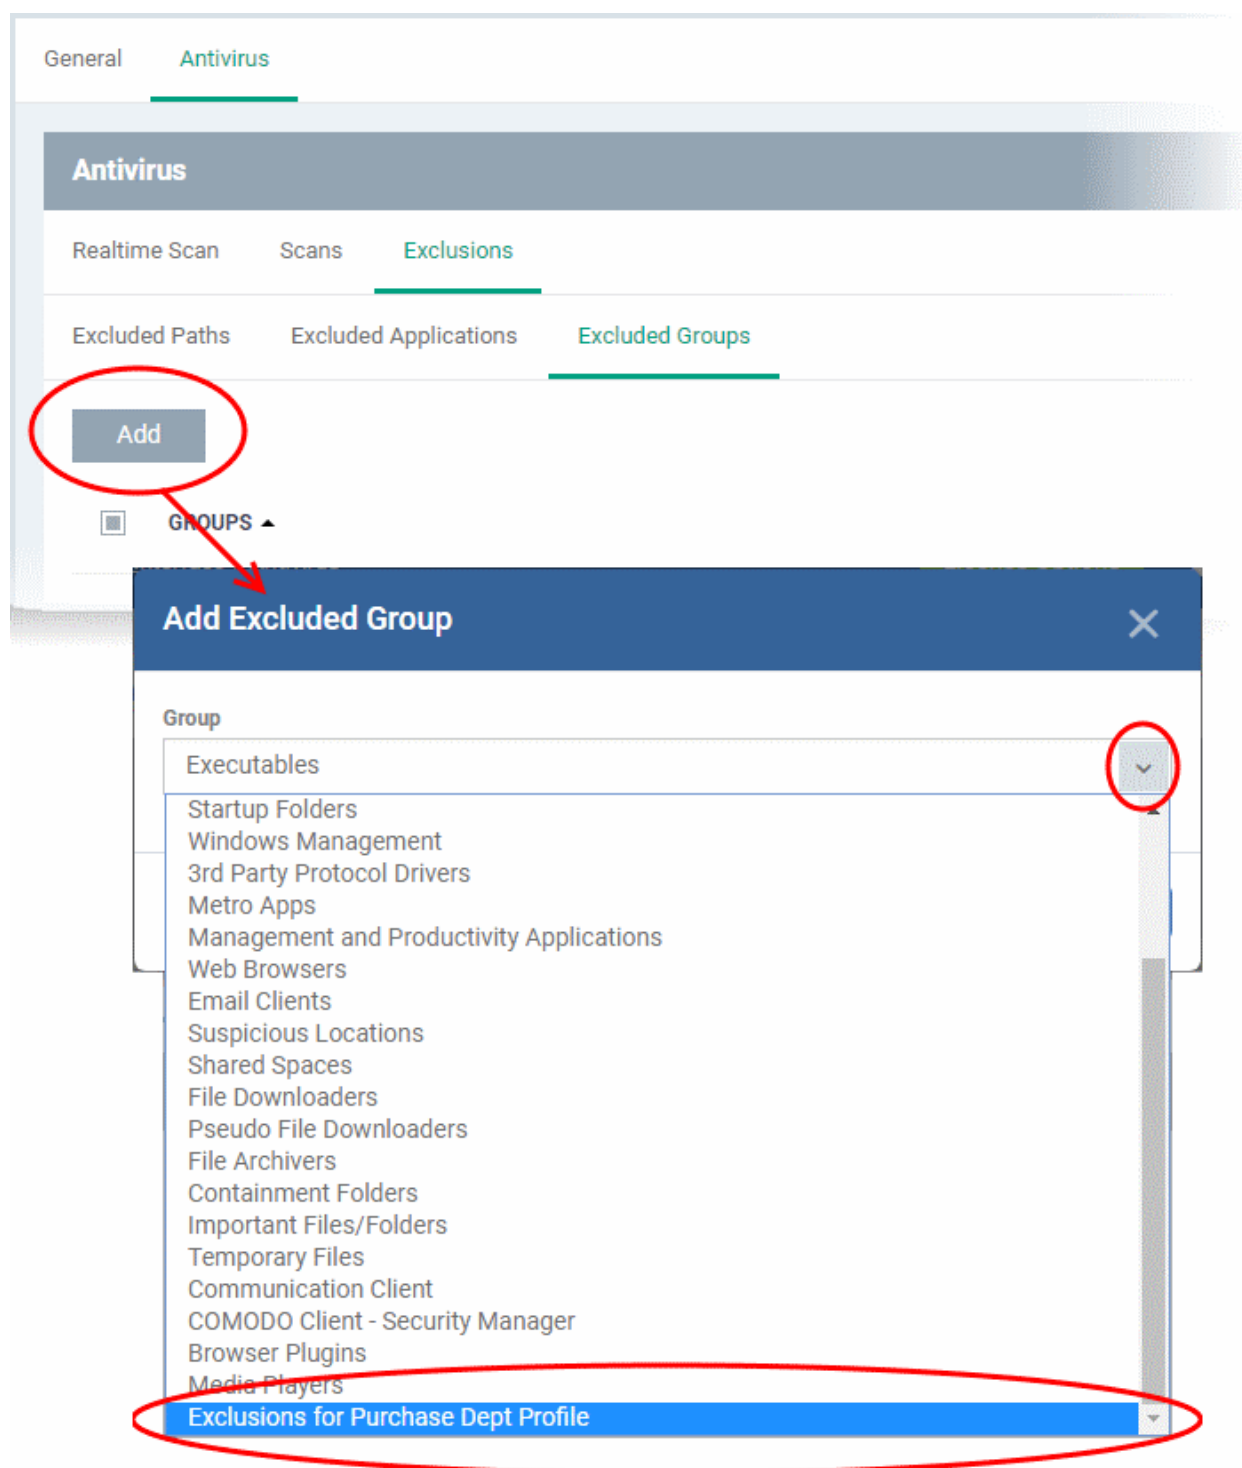 General Antivirus
Antivirus
Realtime Scan Scans Exclusions
Excluded Paths Excluded Applications Excluded Groups
Add
GROUPS
Add Excluded Group
Group
Executables
Startup Folders
Windows Management
3rd Party Protocol Drivers
Metro Apps
Management and Productivity Applications
Web Browsers
Email Clients
Suspicious Locations
Shared Spaces
File Downloaders
Pseudo File Downloaders
File Archivers
Containment Folders
Important Files/Folders
Temporary Files
Communication Client
COMODO Client - Security Manager
Browser Plugins
Media Players
Exclusions for Purchase Dept Profile